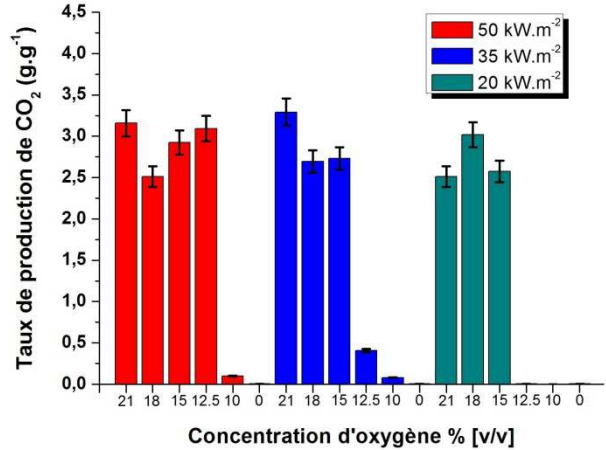 4,5
4,0
3,5
3,0
2,5
2,0
1,5
1,0
0,5
0,0
Taux de production de CO₂ (g.g⁻¹)
50 kW.m⁻²
35 kW.m⁻²
20 kW.m⁻²
21 18 15 12.5 10 0 21 18 15 12.5 10 0 21 18 15 12.5 10 0
Concentration d'oxygène % [v/v]